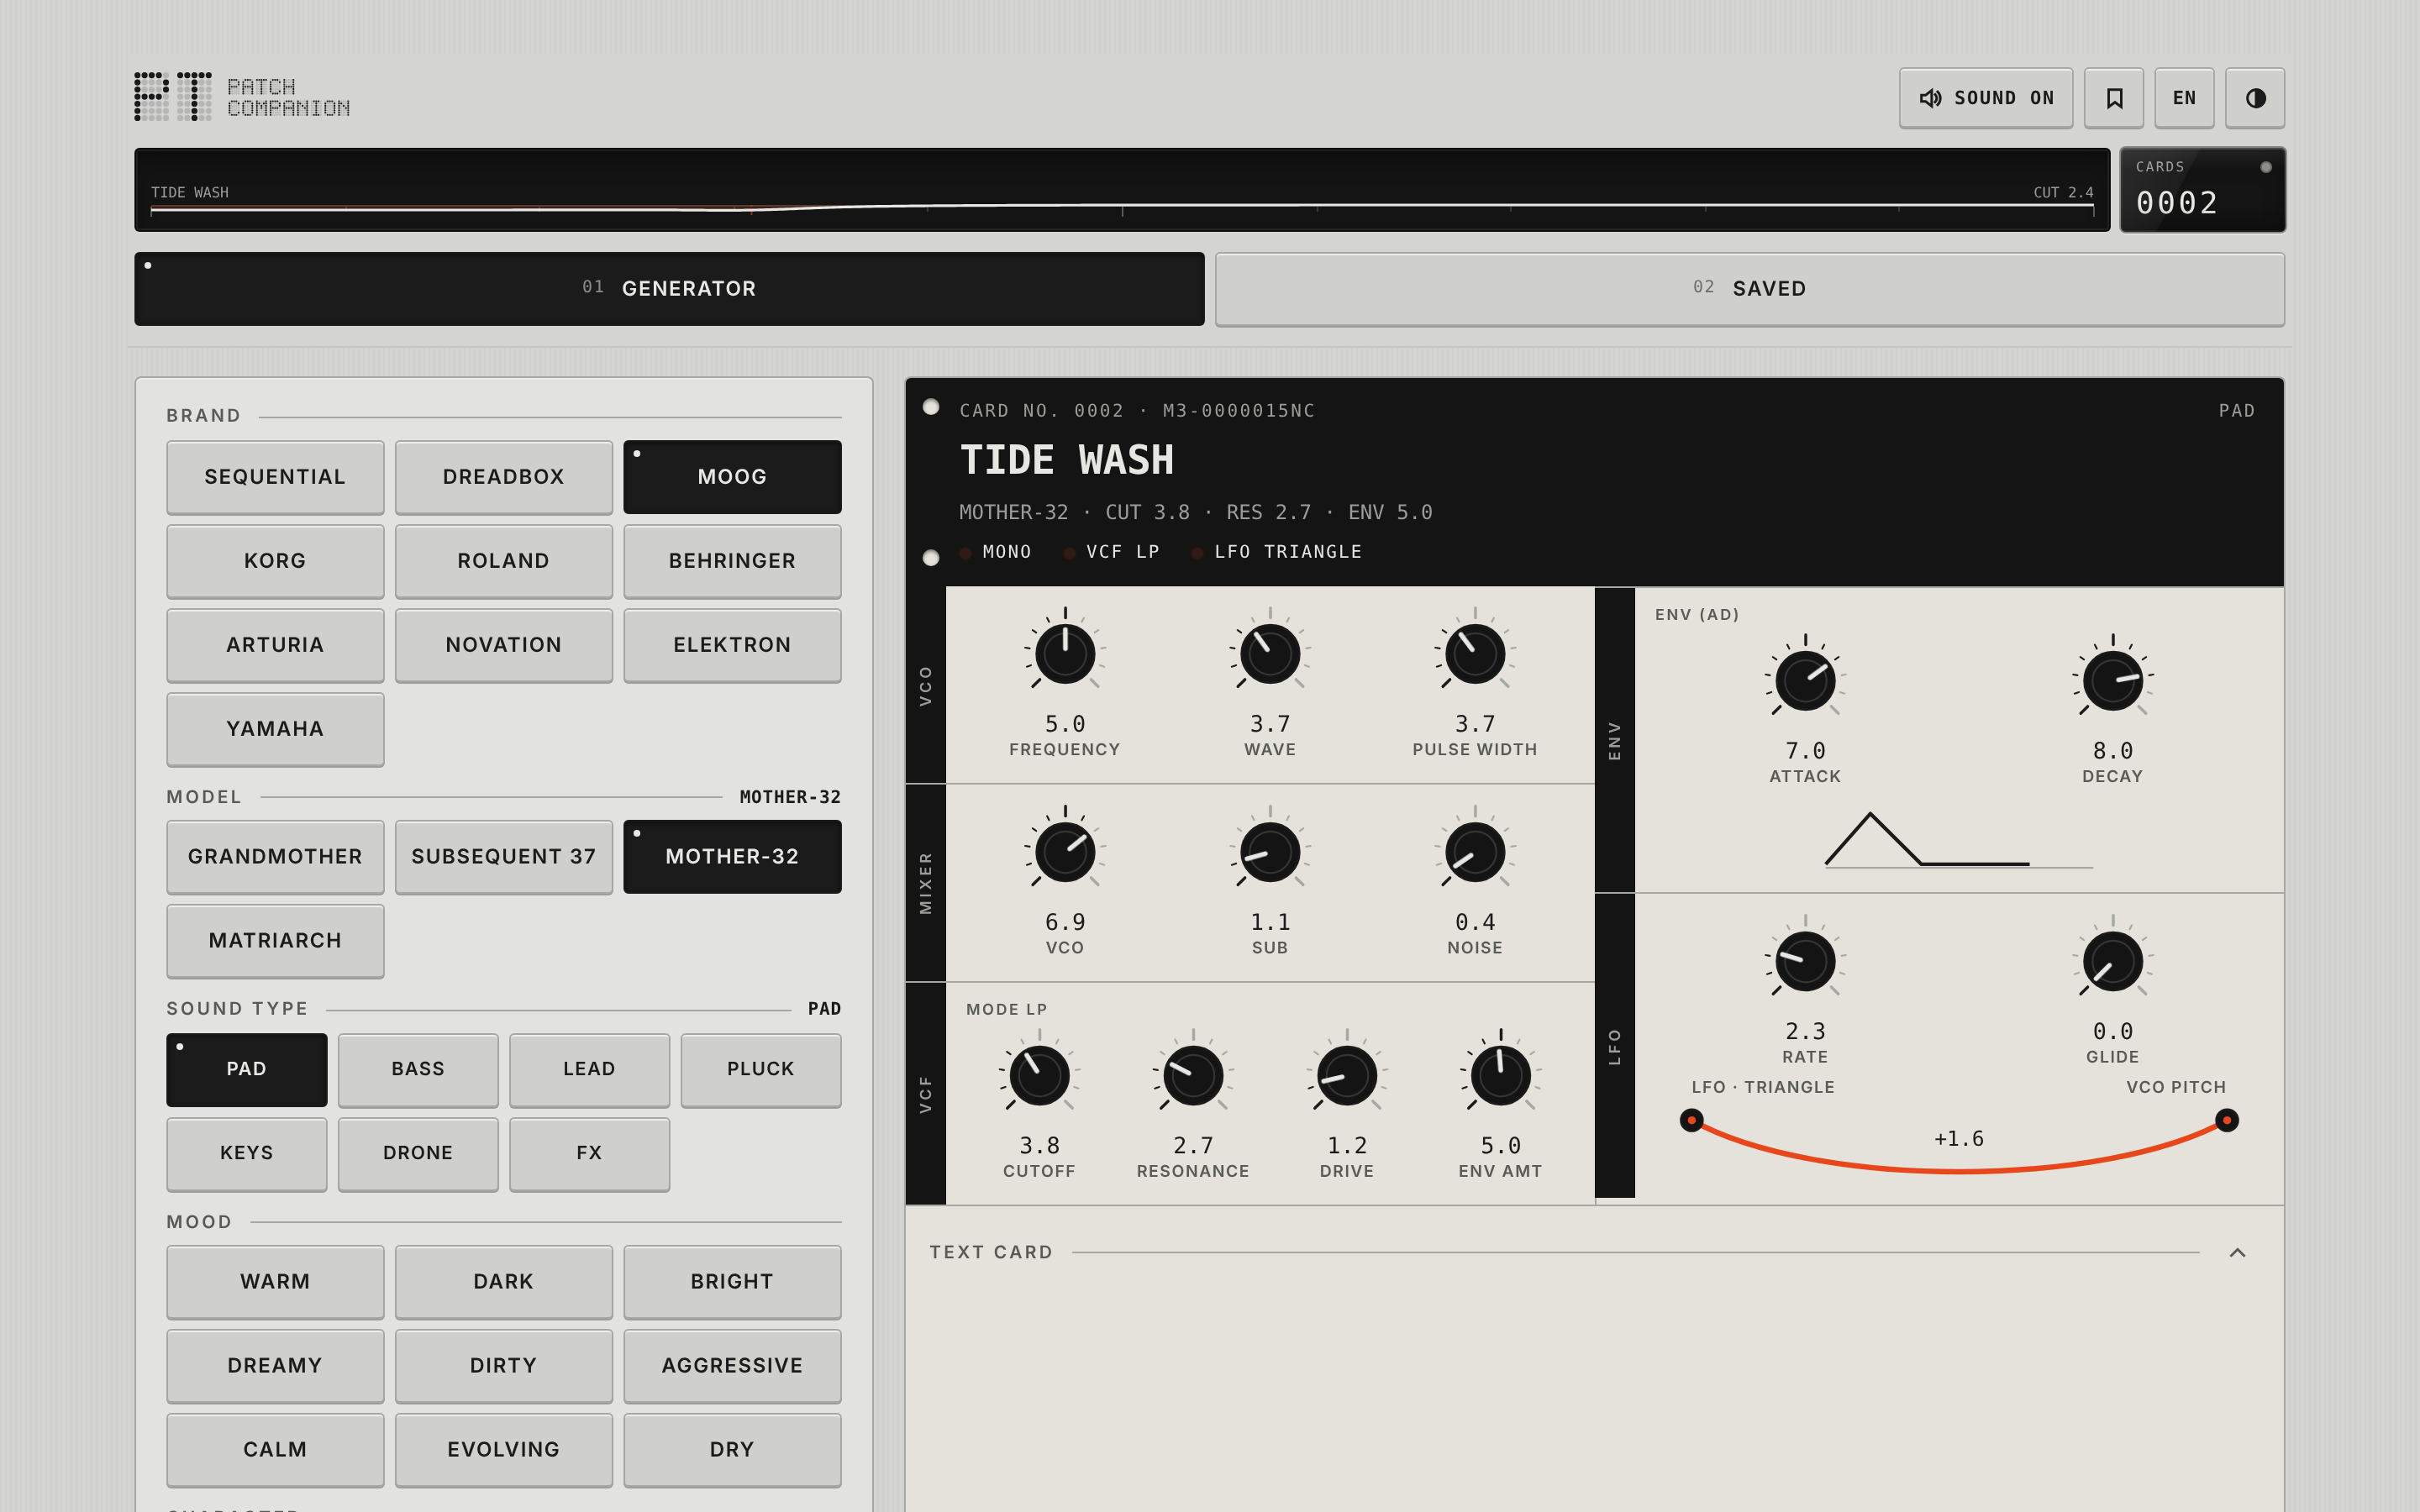 PT PATCH
COMPANION
SOUND ON
EN
TIDE WASH
CUT 2.4
CARDS
0002
01 GENERATOR
02 SAVED
BRAND
SEQUENTIAL
DREADBOX
MOOG
KORG
ROLAND
BEHRINGER
ARTURIA
NOVATION
ELEKTRON
YAMAHA
MODEL
MOTHER-32
GRANDMOTHER
SUBSEQUENT 37
MOTHER-32
MATRIARCH
SOUND TYPE
PAD
PAD
BASS
LEAD
PLUCK
KEYS
DRONE
FX
MOOD
WARM
DARK
BRIGHT
DREAMY
DIRTY
AGGRESSIVE
CALM
EVOLVING
DRY
CARD NO. 0002 · M3-0000015NC
PAD
TIDE WASH
MOTHER-32 · CUT 3.8 · RES 2.7 · ENV 5.0
MONO
VCF LP
LFO TRIANGLE
VCO
5.0
FREQUENCY
3.7
WAVE
3.7
PULSE WIDTH
MIXER
6.9
VCO
1.1
SUB
0.4
NOISE
VCF
MODE LP
3.8
CUTOFF
2.7
RESONANCE
1.2
DRIVE
5.0
ENV AMT
ENV
ENV (AD)
7.0
ATTACK
8.0
DECAY
LFO
2.3
RATE
0.0
GLIDE
LFO · TRIANGLE
VCO PITCH
+1.6
TEXT CARD